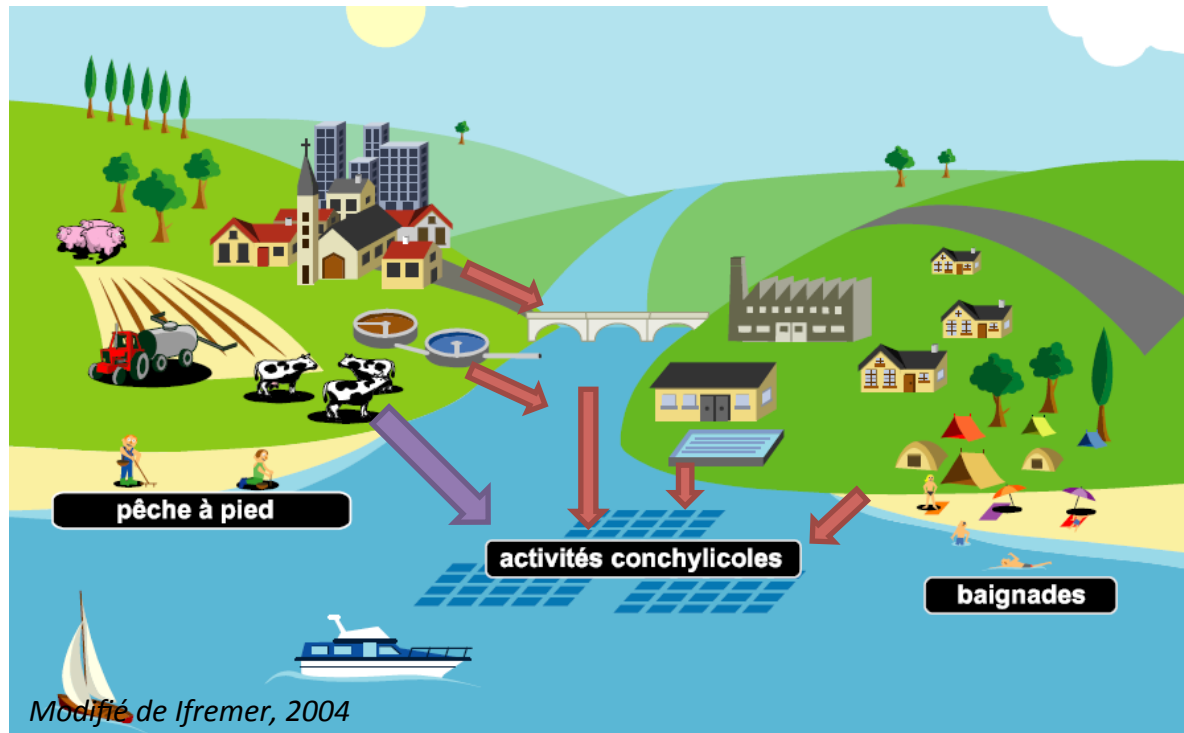 pêche à pied
activités conchylicoles
baignades
Modifié de Ifremer, 2004